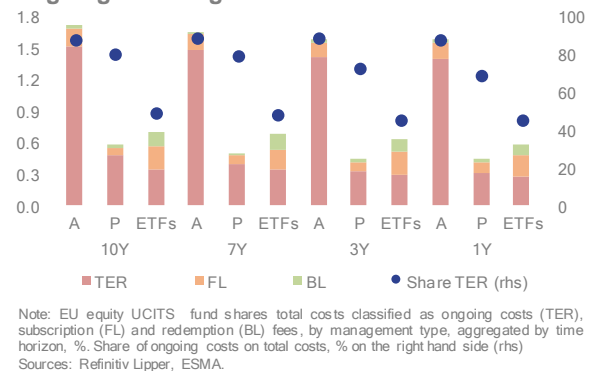 1.8 100
1.5 80
1.2 60
0.9
0.6 40
0.3 20
0.0 0
A P ETFs A P ETFs A P ETFs A P ETFs
10Y 7Y 3Y 1Y
TER FL BL Share TER (rhs)
Note: EU equity UCITS fund shares total costs classified as ongoing costs (TER),
subscription (FL) and redemption (BL) fees, by management type, aggregated by time
horizon, %. Share of ongoing costs on total costs, % on the right hand side (rhs)
Sources: Refinitiv Lipper, ESMA.